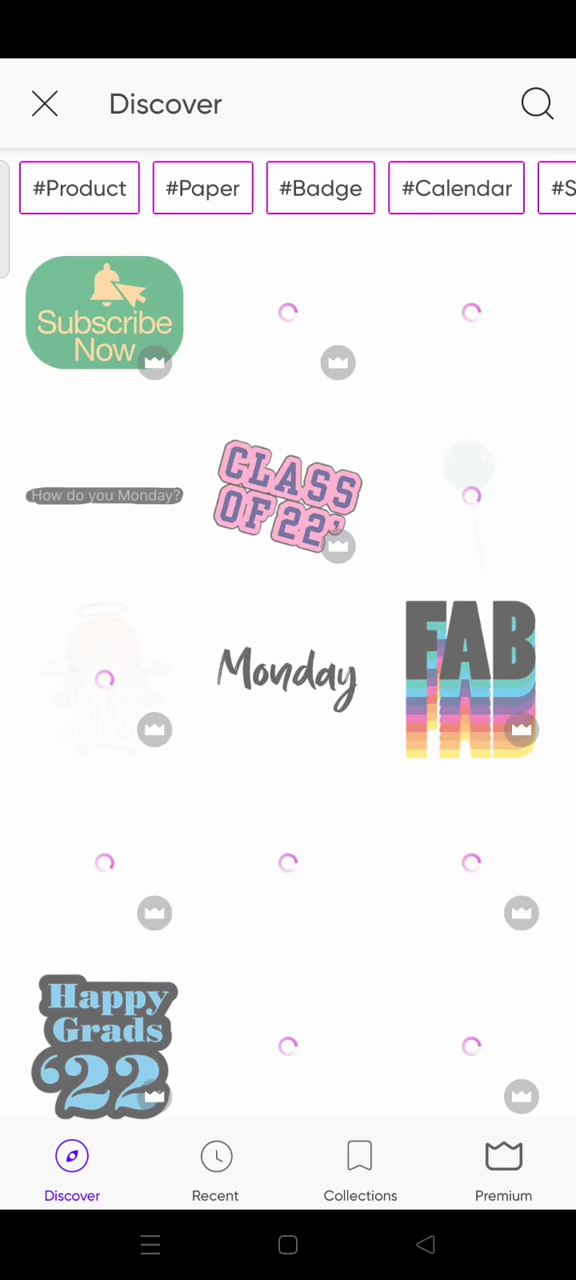 Discover
#Product #Paper #Badge #Calendar #S
Subscribe
Now
How do you Monday?
CLASS
OF 22'
Monday
FAB
Happy
Grads
'22
Discover Recent Collections Premium